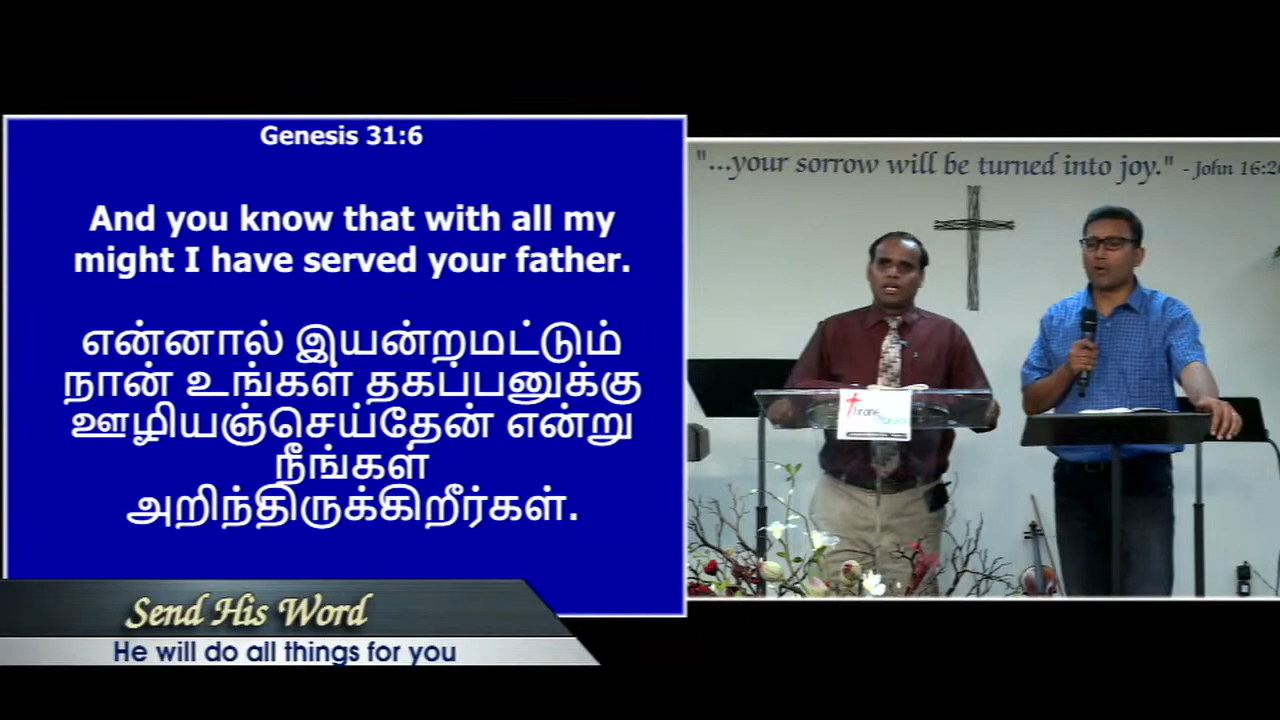 Genesis 31:6
And you know that with all my
might I have served your father.
என்னால் இயன்றமட்டும்
நான் உங்கள் தகப்பனுக்கு
ஊழியஞ்செய்தேன் என்று
நீங்கள்
அறிந்திருக்கிறீர்கள்.
"...your sorrow will be turned into joy." - John 16:20
Send His Word
He will do all things for you